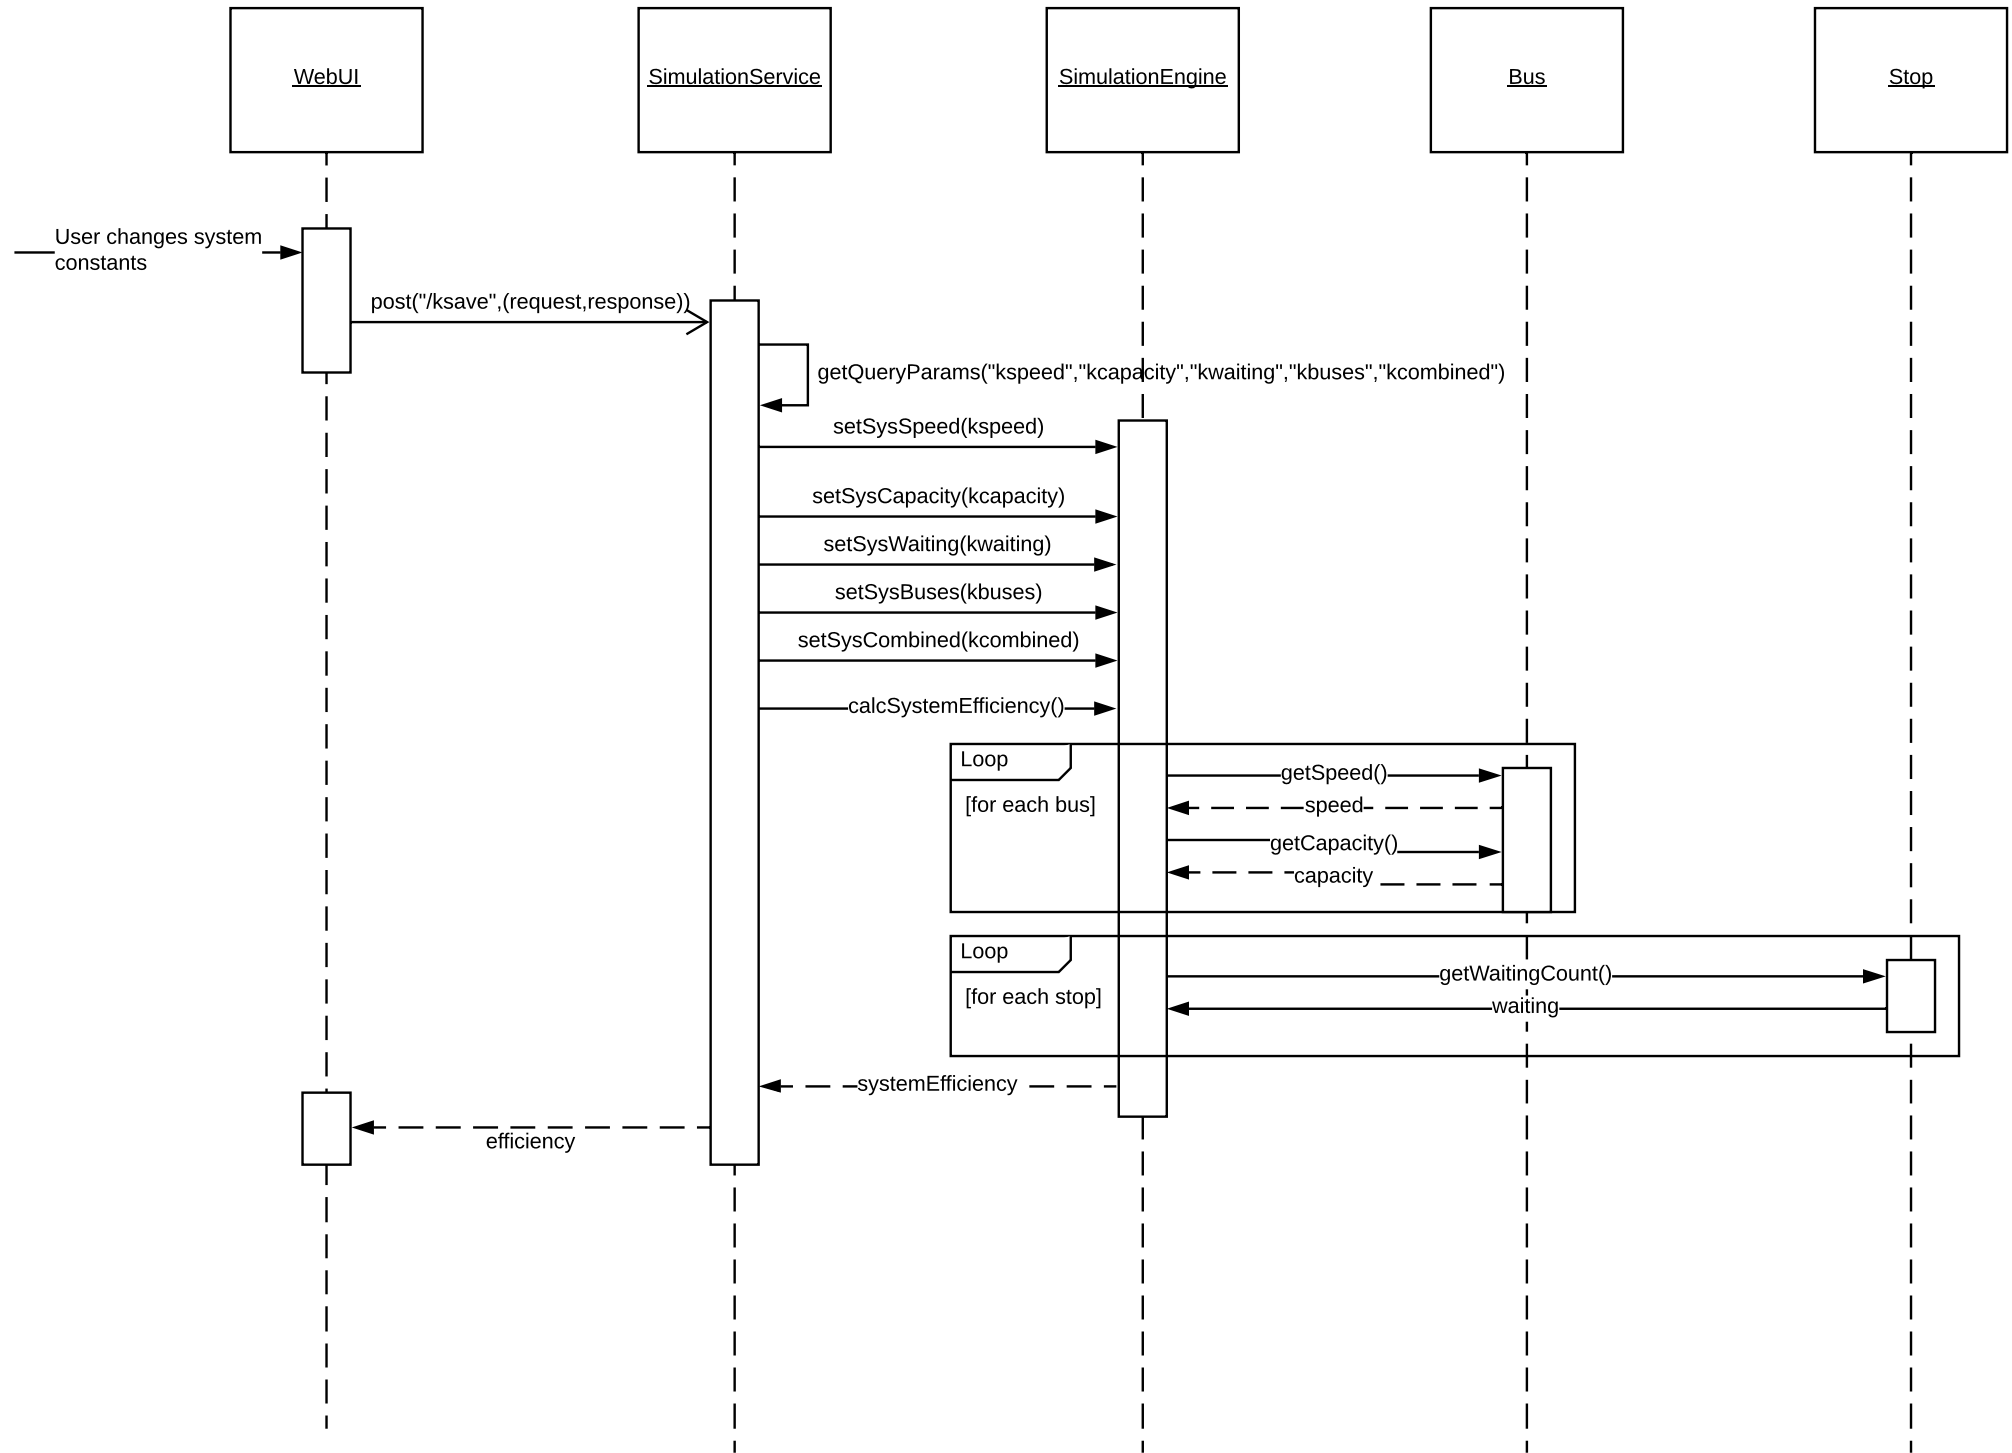 WebUI
SimulationService
SimulationEngine
Bus
Stop
User changes system
constants
post("/ksave",(request,response))
getQueryParams("kspeed","kcapacity","kwaiting","kbuses","kcombined")
setSysSpeed(kspeed)
setSysCapacity(kcapacity)
setSysWaiting(kwaiting)
setSysBuses(kbuses)
setSysCombined(kcombined)
calcSystemEfficiency()
Loop
getSpeed()
[for each bus]
speed
getCapacity()
capacity
Loop
getWaitingCount()
[for each stop]
waiting
systemEfficiency
efficiency